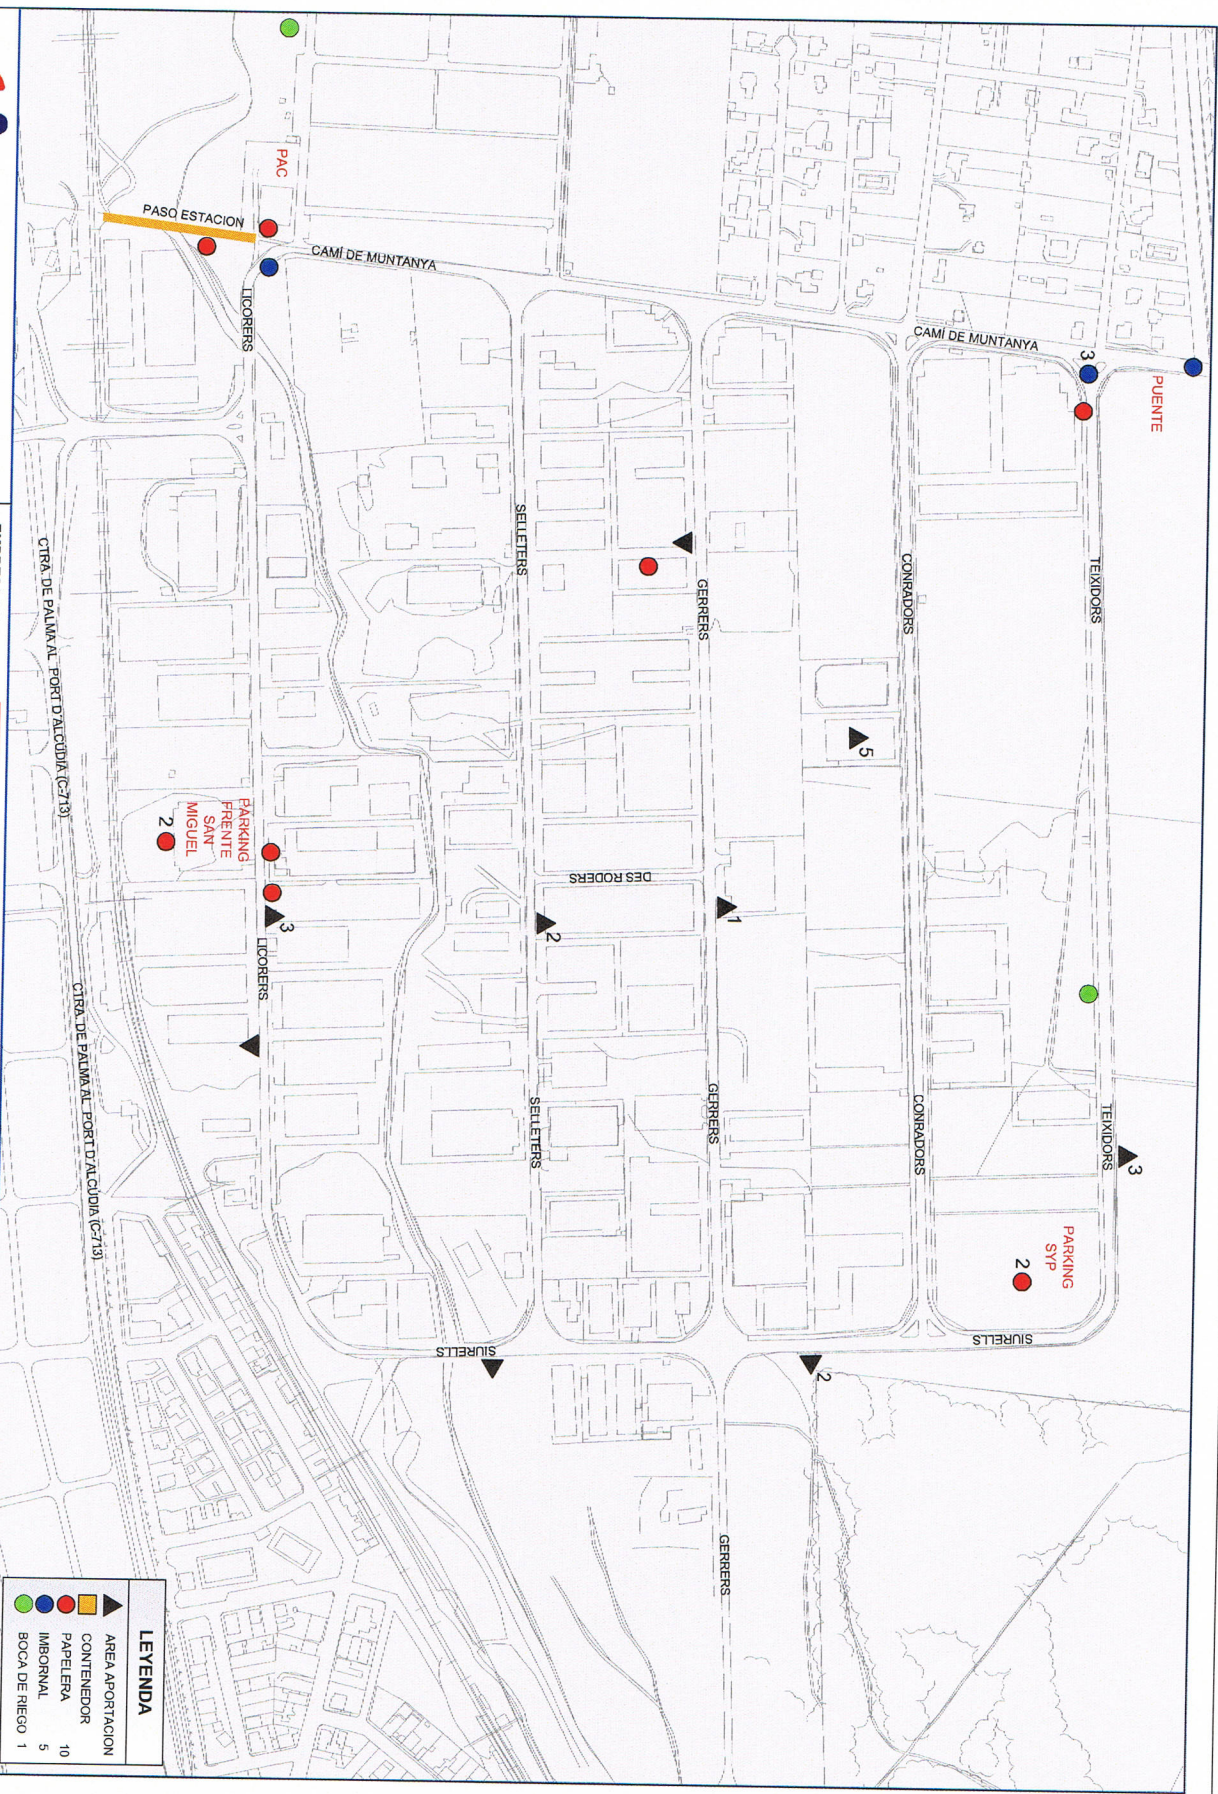 PAC
PASO ESTACION
CAMÍ DE MUNTANYA
LICORERS
CAMÍ DE MUNTANYA
3
PUENTE
SELLETERS
GERRERS
CONRADORS
TEIXIDORS
CTRA. DE PALMA AL PORT D'ALCÚDIA (C-713)
5
PARKING
FRENTE
SAN
MIGUEL
2
DES RODERS
3
2
1
LICORERS
CTRA. DE PALMA AL PORT D'ALCÚDIA (C-713)
SELLETERS
GERRERS
CONRADORS
TEIXIDORS
3
PARKING
SYP
2
SIURELLS
SIURELLS
2
GERRERS
LEYENDA
AREA APORTACION
CONTENEDOR
PAPELERA 10
IMBORNAL 5
BOCA DE RIEGO 1